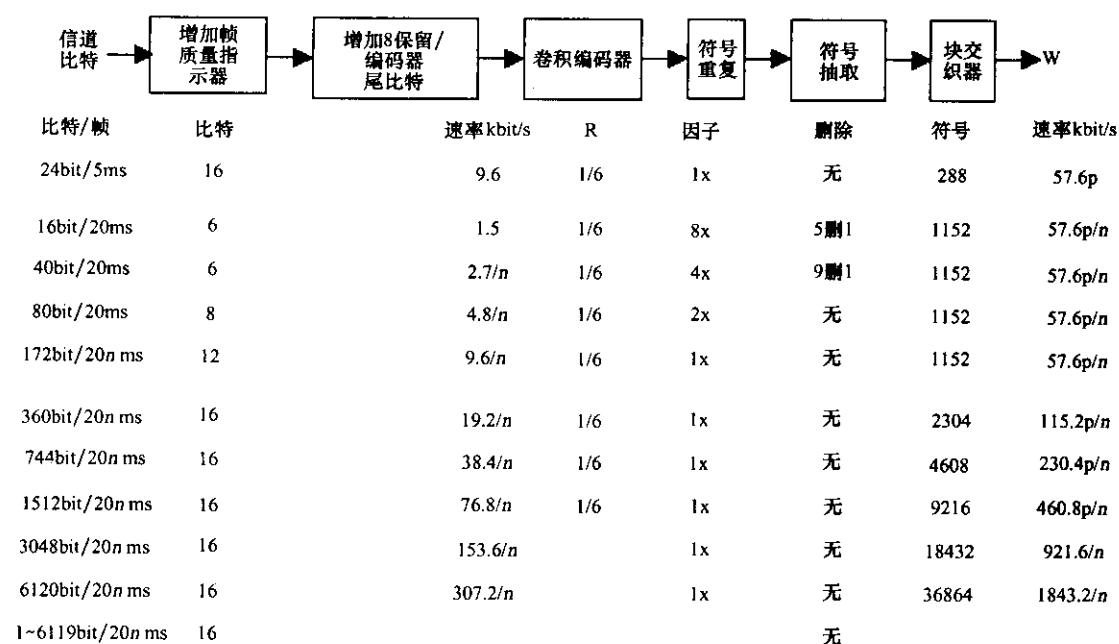 信道
比特
增加帧
质量指
示器
增加8保留/
编码器
尾比特
卷积编码器
符号
重复
符号
抽取
块交
织器
W
比特/帧 比特 速率kbit/s R 因子 删除 符号 速率kbit/s
24bit/5ms 16 9.6 1/6 1x 无 288 57.6p
16bit/20ms 6 1.5 1/6 8x 5删1 1152 57.6p/n
40bit/20ms 6 2.7/n 1/6 4x 9删1 1152 57.6p/n
80bit/20ms 8 4.8/n 1/6 2x 无 1152 57.6p/n
172bit/20n ms 12 9.6/n 1/6 1x 无 1152 57.6p/n
360bit/20n ms 16 19.2/n 1/6 1x 无 2304 115.2p/n
744bit/20n ms 16 38.4/n 1/6 1x 无 4608 230.4p/n
1512bit/20n ms 16 76.8/n 1/6 1x 无 9216 460.8p/n
3048bit/20n ms 16 153.6/n 1x 无 18432 921.6/n
6120bit/20n ms 16 307.2/n 1x 无 36864 1843.2/n
1~6119bit/20n ms 16 无